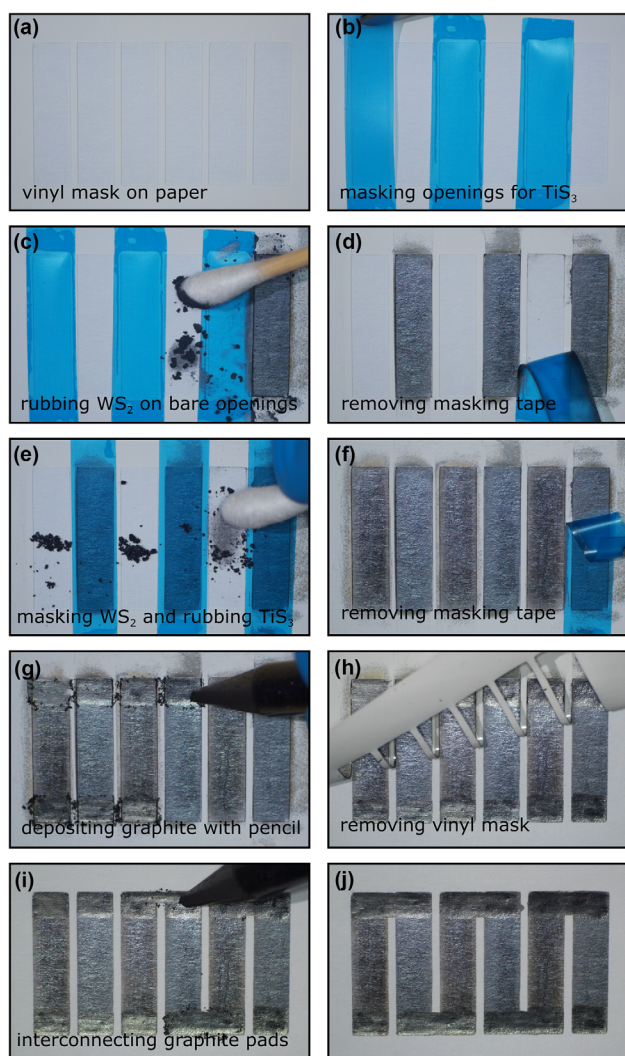 (a)
vinyl mask on paper
(b)
masking openings for TiS₃
(c)
rubbing WS₂ on bare openings
(d)
removing masking tape
(e)
masking WS₂ and rubbing TiS₃
(f)
removing masking tape
(g)
depositing graphite with pencil
(h)
removing vinyl mask
(i)
interconnecting graphite pads
(j)